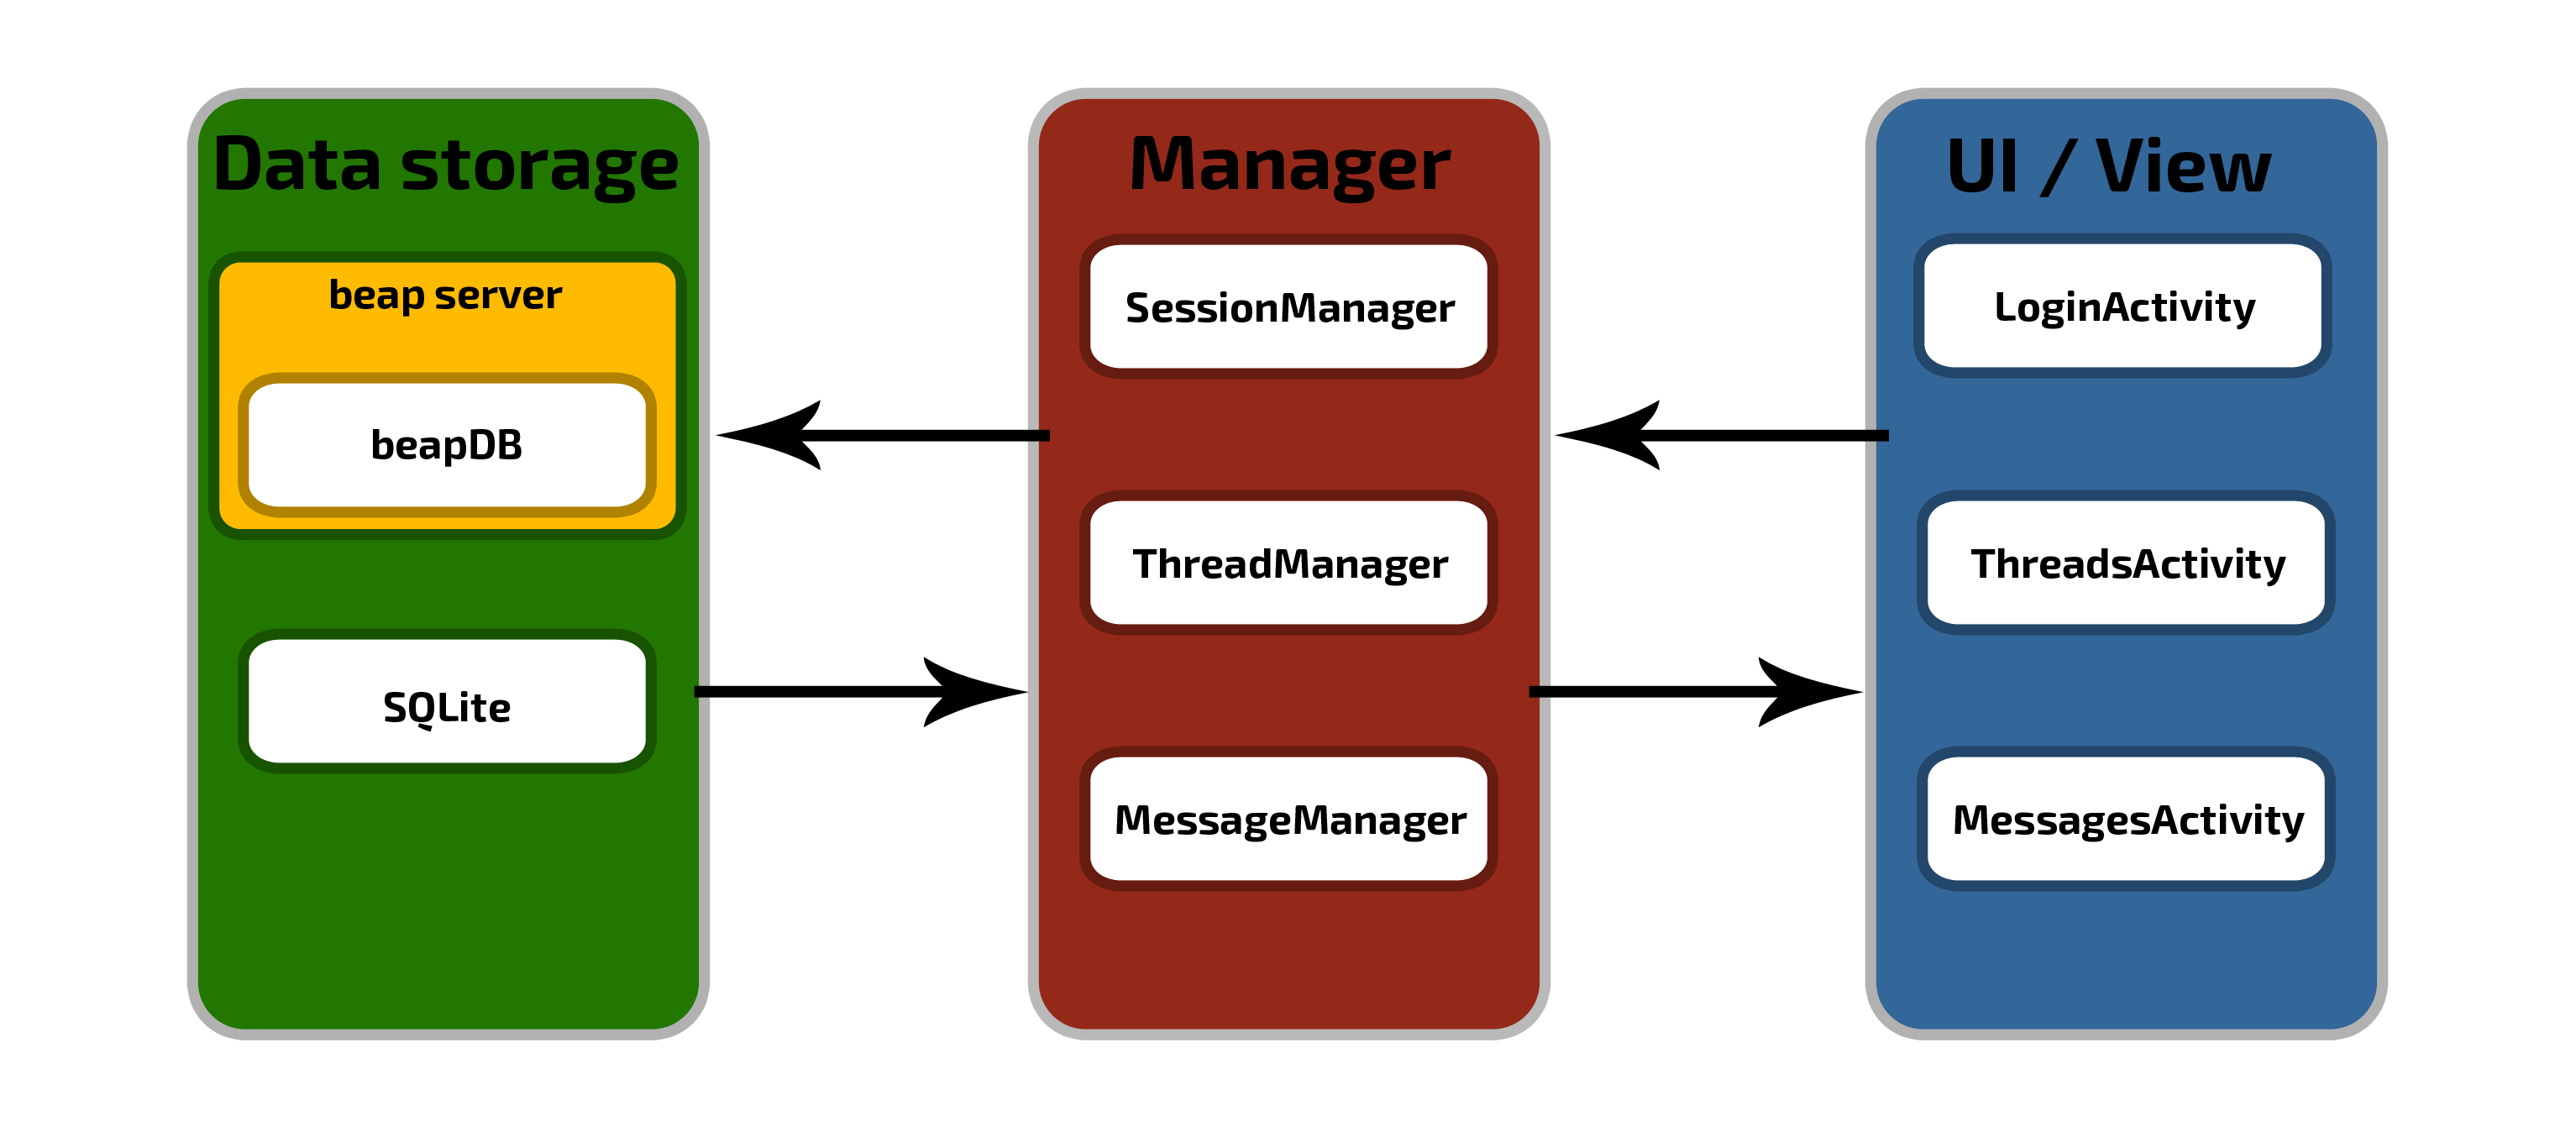 Data storage
beap server
beapDB
SQLite
Manager
SessionManager
ThreadManager
MessageManager
UI / View
LoginActivity
ThreadsActivity
MessagesActivity